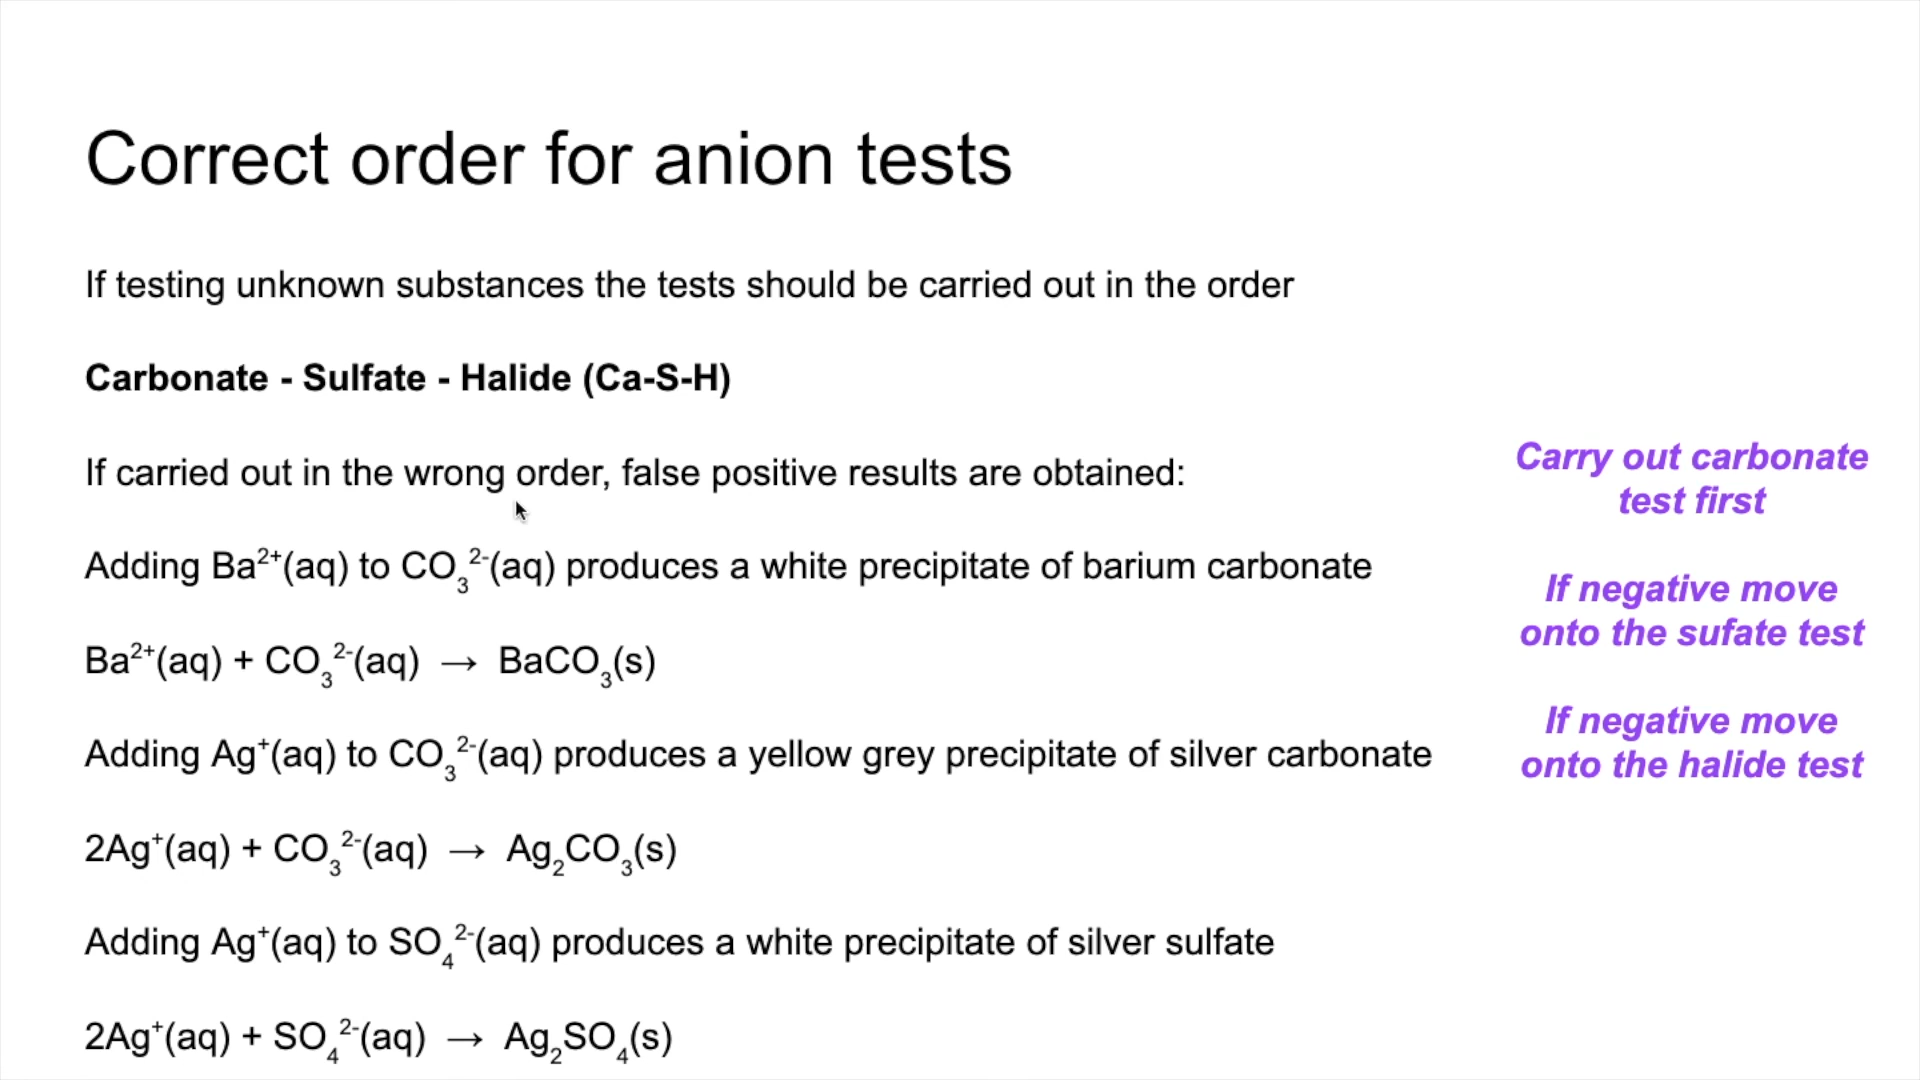 Correct order for anion tests
If testing unknown substances the tests should be carried out in the order
Carbonate - Sulfate - Halide (Ca-S-H)
If carried out in the wrong order, false positive results are obtained:
Adding Ba²⁺(aq) to CO₃²⁻(aq) produces a white precipitate of barium carbonate
Ba²⁺(aq) + CO₃²⁻(aq) → BaCO₃(s)
Adding Ag⁺(aq) to CO₃²⁻(aq) produces a yellow grey precipitate of silver carbonate
2Ag⁺(aq) + CO₃²⁻(aq) → Ag₂CO₃(s)
Adding Ag⁺(aq) to SO₄²⁻(aq) produces a white precipitate of silver sulfate
2Ag⁺(aq) + SO₄²⁻(aq) → Ag₂SO₄(s)
Carry out carbonate
test first
If negative move
onto the sufate test
If negative move
onto the halide test